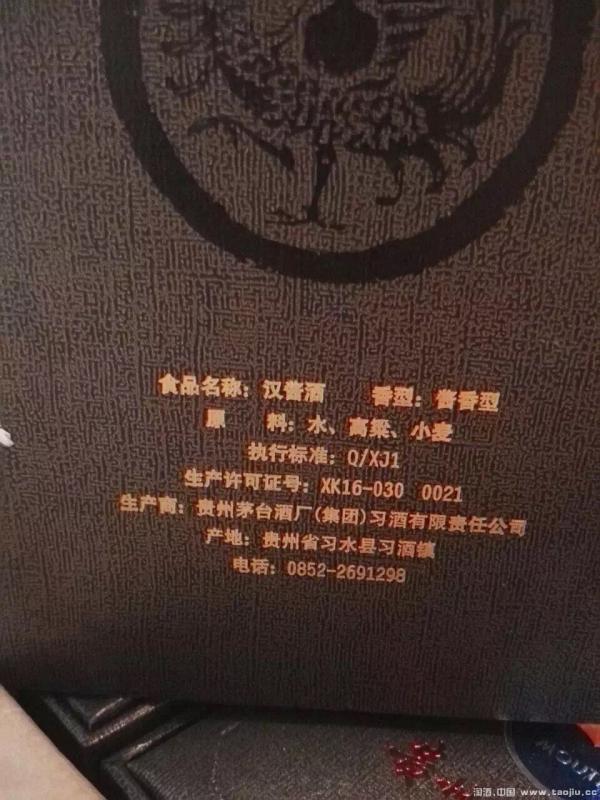 食品名称：汉酱酒　香型：酱香型
原　料：水、高粱、小麦
执行标准：Q/XJ1
生产许可证号：XK16-030 0021
生产商：贵州茅台酒厂(集团)习酒有限责任公司
产地：贵州省习水县习酒镇
电话：0852-2691298
淘酒.中国 www.taojiu.cc